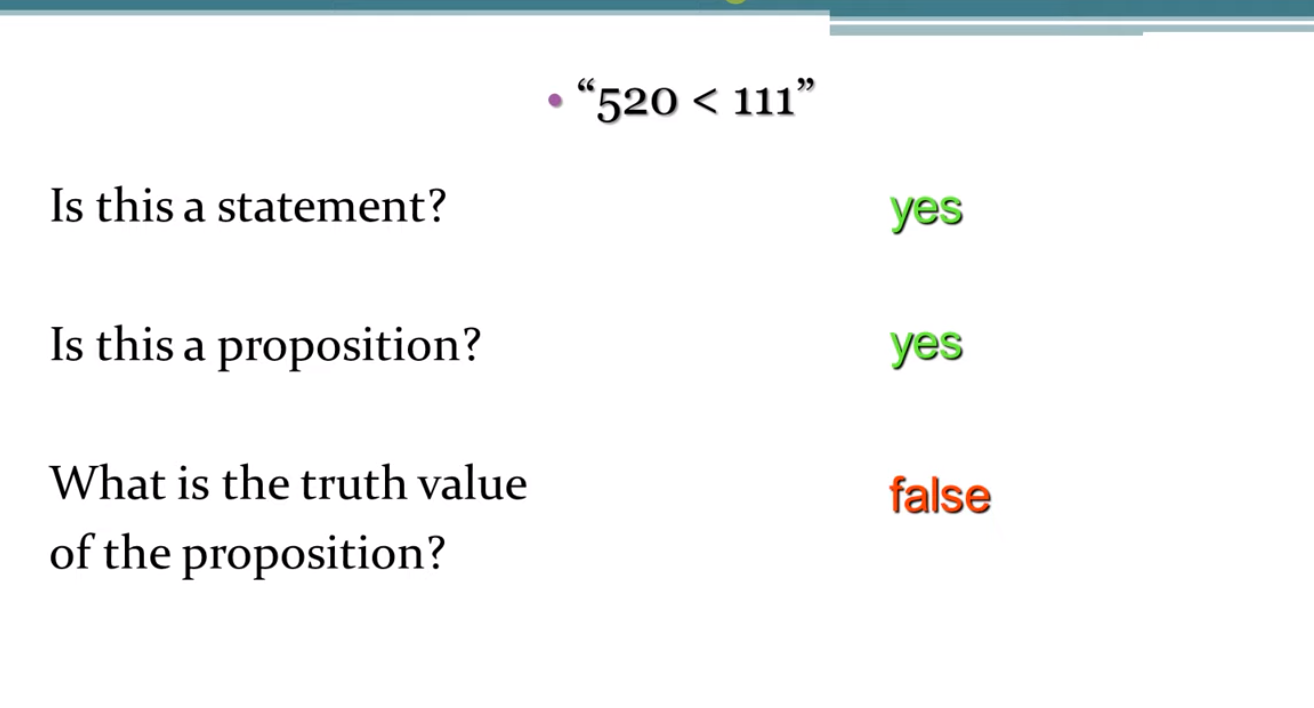 • “520 < 111”
Is this a statement? yes
Is this a proposition? yes
What is the truth value false
of the proposition?